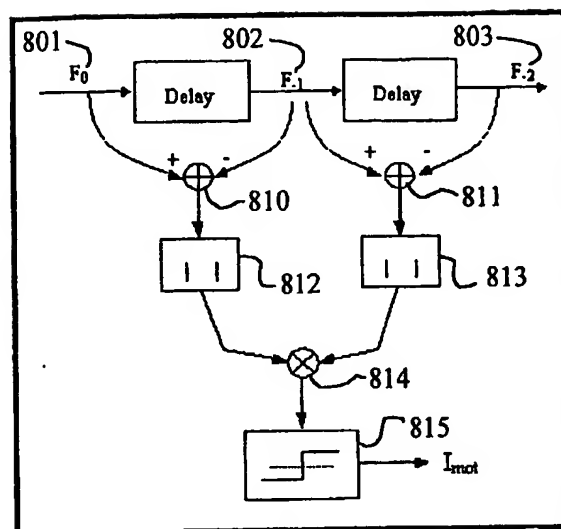 801 802 803
F0 Delay F-1 Delay F-2
+ - + -
810 811
| | 812 | | 813
814
815
Imot